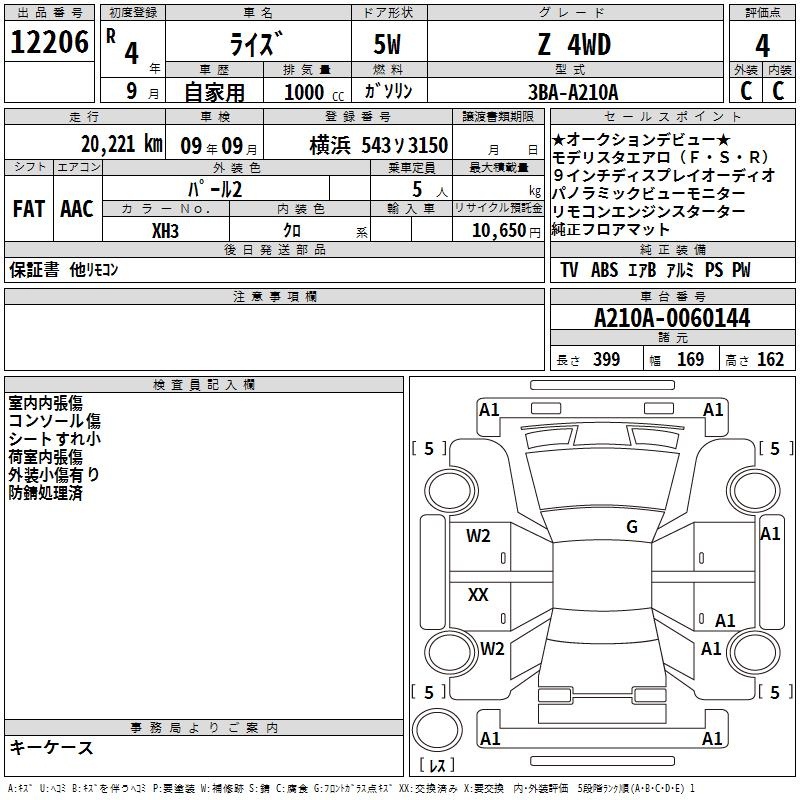 出品番号
12206
初度登録
R 4 年
9 月
車名
ライズ
ドア形状
5W
グレード
Z 4WD
評価点
4
車歴
自家用
排気量
1000 CC
燃料
ガソリン
型式
3BA-A210A
外装 内装
C C
走行
20,221 km
車検
09年09月
登録番号
横浜 543ソ3150
譲渡書類期限
月 日
シフト
FAT
エアコン
AAC
外装色
パール2
乗車定員
5 人
最大積載量
kg
カラーNo.
XH3
内装色
クロ 系
輸入車
リサイクル預託金
10,650円
後日発送部品
保証書 他リモコン
セールスポイント
★オークションデビュー★
モデリスタエアロ(F・S・R)
9インチディスプレイオーディオ
パノラミックビューモニター
リモコンエンジンスターター
純正フロアマット
純正装備
TV ABS エアB アルミ PS PW
注意事項欄
車台番号
A210A-0060144
諸元
長さ 399 幅 169 高さ 162
検査員記入欄
室内内張傷
コンソール傷
シートすれ小
荷室内張傷
外装小傷有り
防錆処理済
事務局よりご案内
キーケース
A1 A1
[ 5 ] [ 5 ]
G
W2 A1
XX
A1
W2 A1
[ 5 ] [ 5 ]
A1 A1
[ レス ]
A:キズ U:ヘコミ B:キズを伴うヘコミ P:要塗装 W:補修跡 S:錆 C:腐食 G:フロントガラス点キズ XX:交換済み X:要交換 内・外装評価 5段階ランク順(A・B・C・D・E) 1